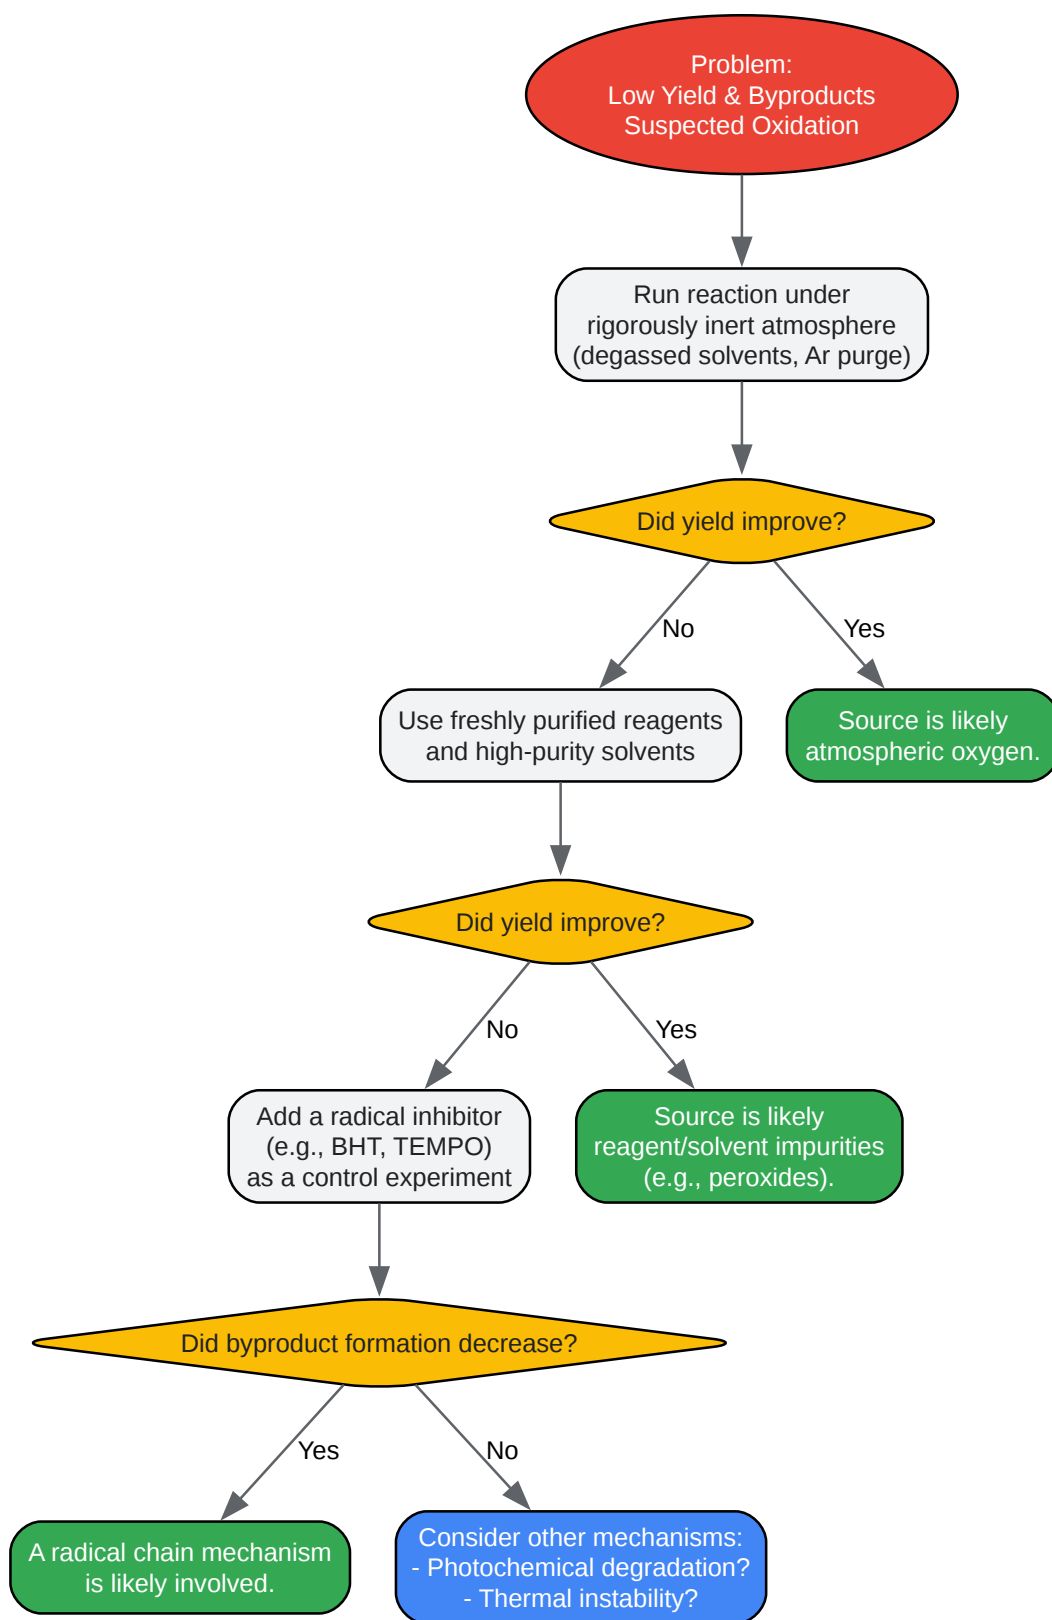 Problem:
Low Yield & Byproducts
Suspected Oxidation
Run reaction under
rigorously inert atmosphere
(degassed solvents, Ar purge)
Did yield improve?
No
Yes
Use freshly purified reagents
and high-purity solvents
Source is likely
atmospheric oxygen.
Did yield improve?
No
Yes
Add a radical inhibitor
(e.g., BHT, TEMPO)
as a control experiment
Source is likely
reagent/solvent impurities
(e.g., peroxides).
Did byproduct formation decrease?
Yes
No
A radical chain mechanism
is likely involved.
Consider other mechanisms:
- Photochemical degradation?
- Thermal instability?